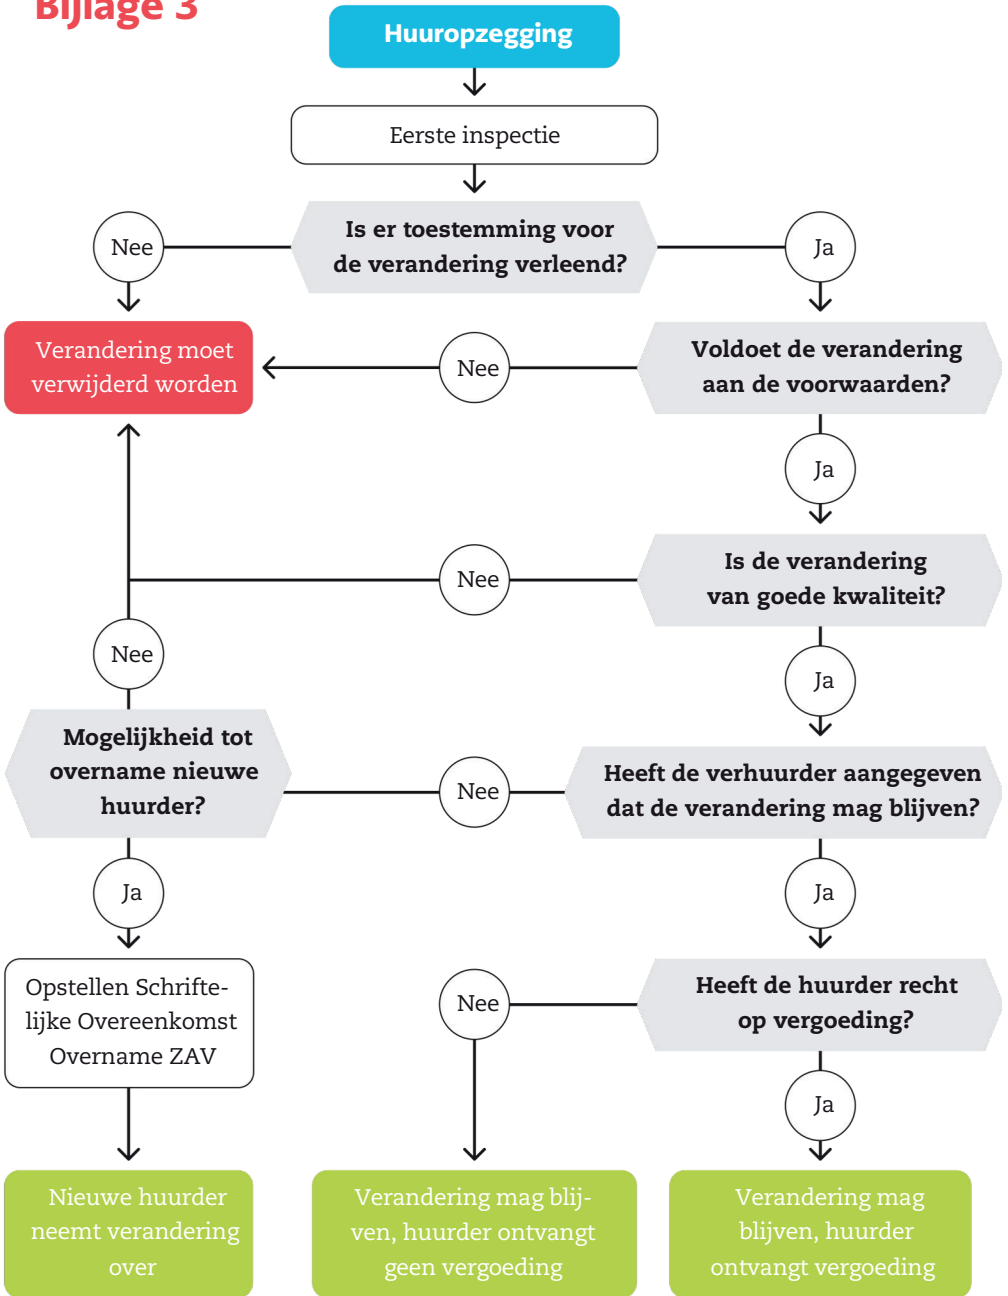 Bijlage 3
Huuropzegging
Eerste inspectie
Is er toestemming voor
de verandering verleend?
Nee
Ja
Verandering moet
verwijderd worden
Nee
Voldoet de verandering
aan de voorwaarden?
Ja
Nee
Is de verandering
van goede kwaliteit?
Nee
Ja
Mogelijkheid tot
overname nieuwe
huurder?
Nee
Heeft de verhuurder aangegeven
dat de verandering mag blijven?
Ja
Ja
Opstellen Schrifte-
lijke Overeenkomst
Overname ZAV
Nee
Heeft de huurder recht
op vergoeding?
Ja
Nieuwe huurder
neemt verandering
over
Verandering mag blij-
ven, huurder ontvangt
geen vergoeding
Verandering mag
blijven, huurder
ontvangt vergoeding